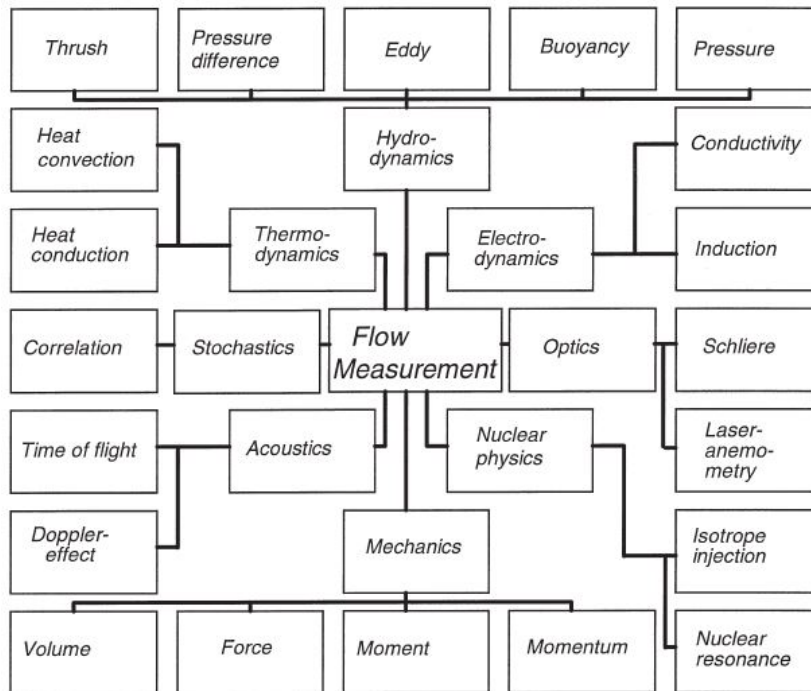 Thrush
Pressure
difference
Eddy
Buoyancy
Pressure
Heat
convection
Hydro-
dynamics
Conductivity
Heat
conduction
Thermo-
dynamics
Electro-
dynamics
Induction
Correlation
Stochastics
Flow
Measurement
Optics
Schliere
Time of flight
Acoustics
Nuclear
physics
Laser-
anemo-
metry
Doppler-
effect
Mechanics
Isotrope
injection
Volume
Force
Moment
Momentum
Nuclear
resonance